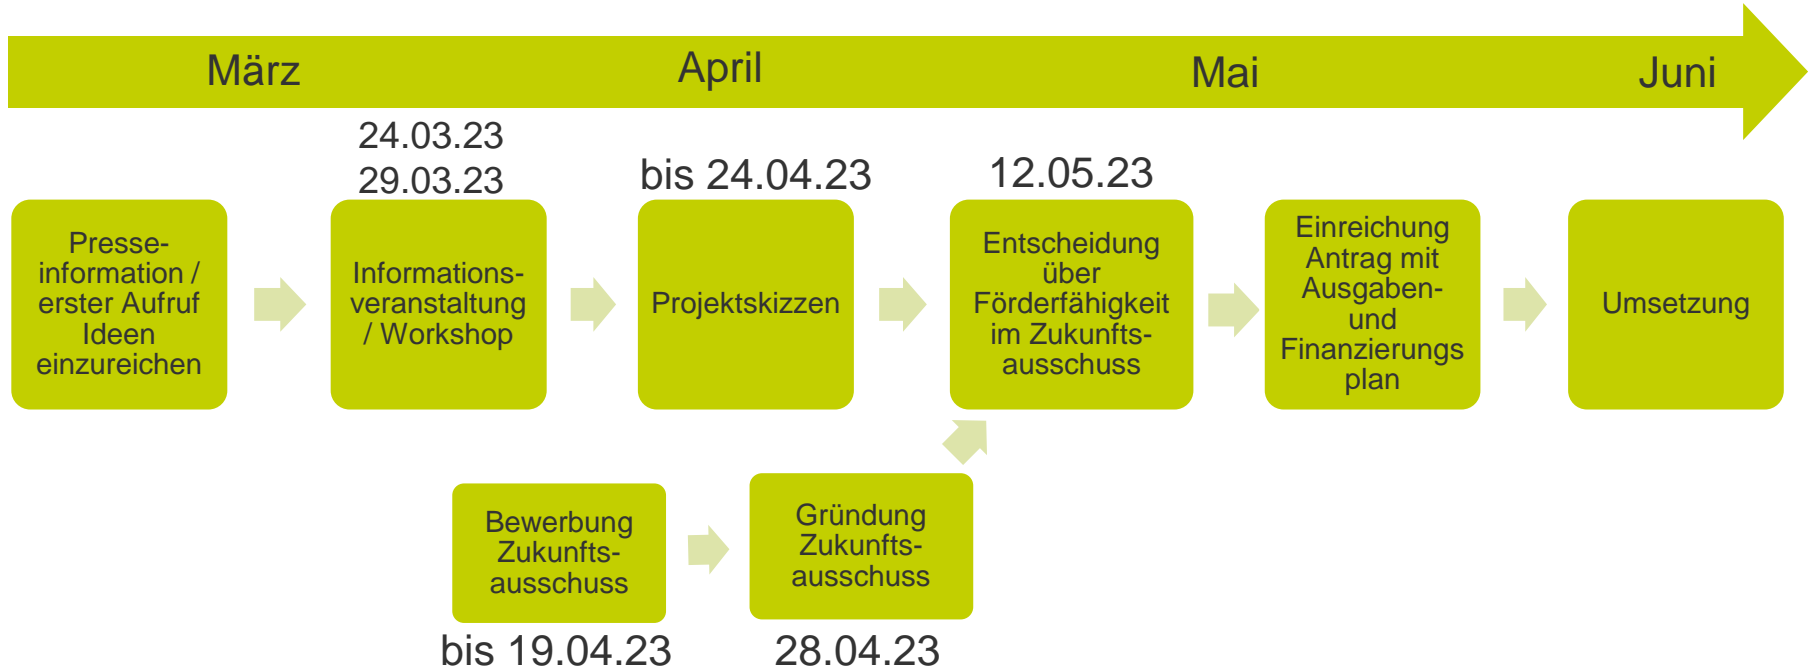 März
April
Mai
Juni
24.03.23
29.03.23
bis 24.04.23
12.05.23
Presse-
information /
erster Aufruf
Ideen
einzureichen
Informations-
veranstaltung
/ Workshop
Projektskizzen
Entscheidung
über
Förderfähigkeit
im Zukunfts-
ausschuss
Einreichung
Antrag mit
Ausgaben-
und
Finanzierungs
plan
Umsetzung
Bewerbung
Zukunfts-
ausschuss
Gründung
Zukunfts-
ausschuss
bis 19.04.23
28.04.23